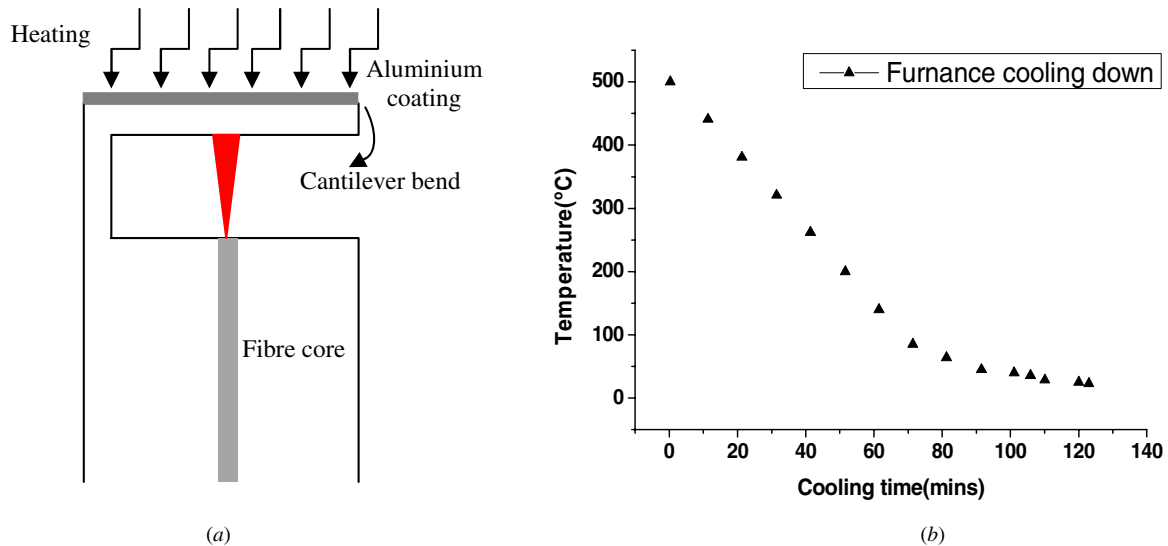 Heating
Aluminium
coating
Cantilever bend
Fibre core
(a)
Furnance cooling down
500
400
300
200
100
0
Temperature(°C)
0 20 40 60 80 100 120 140
Cooling time(mins)
(b)